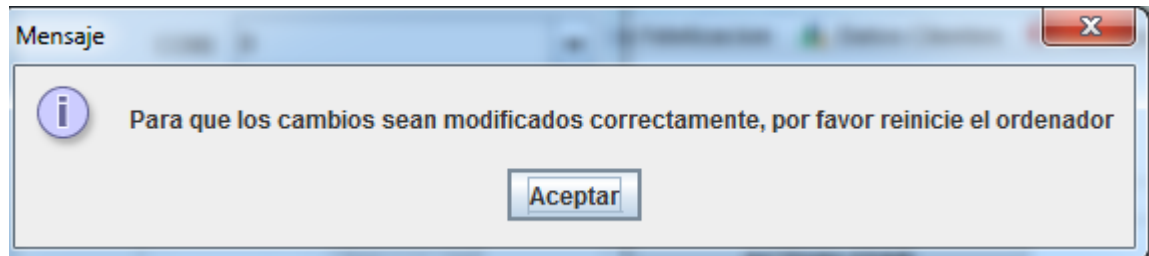 Mensaje
Para que los cambios sean modificados correctamente, por favor reinicie el ordenador
Aceptar